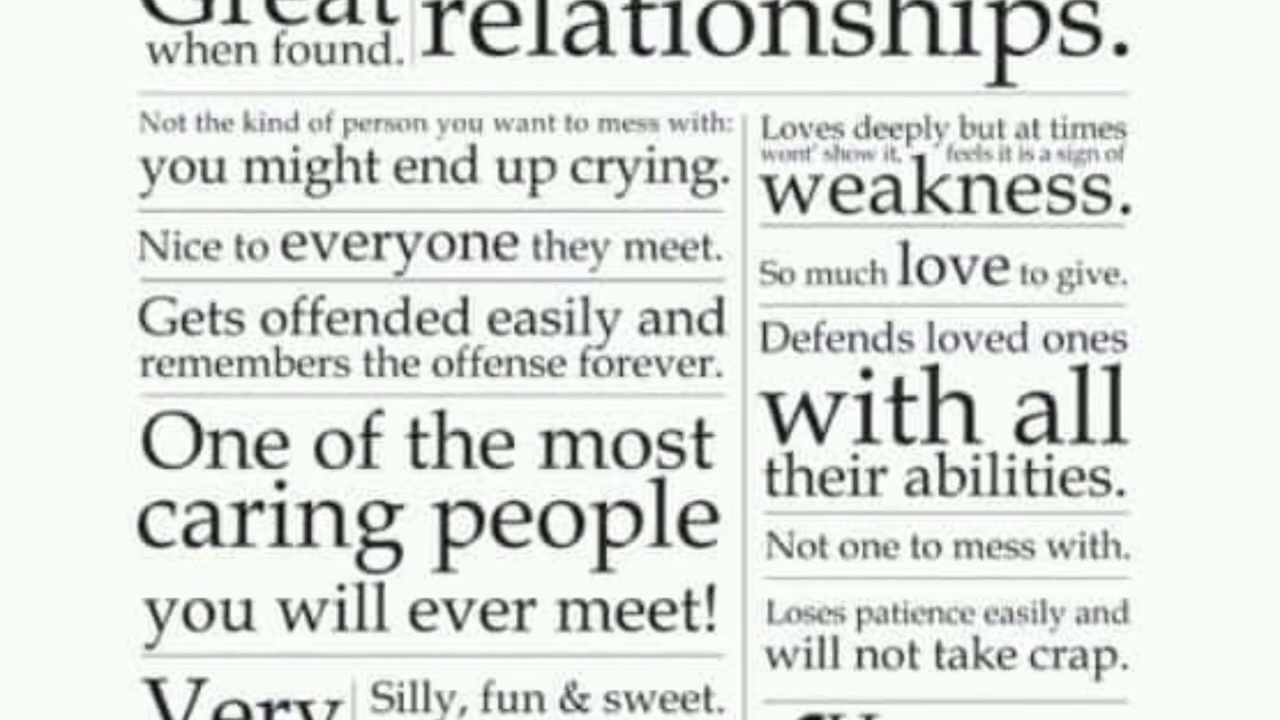 Great
when found.
relationships.
Not the kind of person you want to mess with:
you might end up crying.
Nice to everyone they meet.
Gets offended easily and
remembers the offense forever.
One of the most
caring people
you will ever meet!
Very
Silly, fun & sweet.
Loves deeply but at times
wont' show it, feels it is a sign of
weakness.
So much love to give.
Defends loved ones
with all
their abilities.
Not one to mess with.
Loses patience easily and
will not take crap.